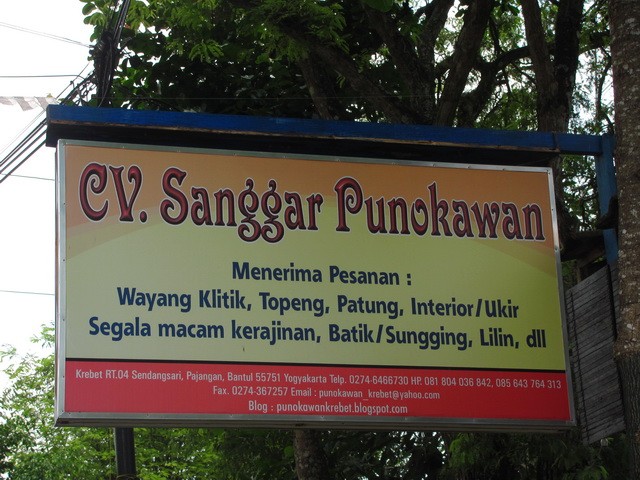 CV. Sanggar Punokawan
Menerima Pesanan :
Wayang Klitik, Topeng, Patung, Interior/Ukir
Segala macam kerajinan, Batik/Sungging, Lilin, dll
Krebet RT.04 Sendangsari, Pajangan, Bantul 55751 Yogyakarta Telp. 0274-6466730 HP. 081 804 036 842, 085 643 764 313
Fax. 0274-367257 Email : punokawan_krebet@yahoo.com
Blog : punokawankrebet.blogspot.com